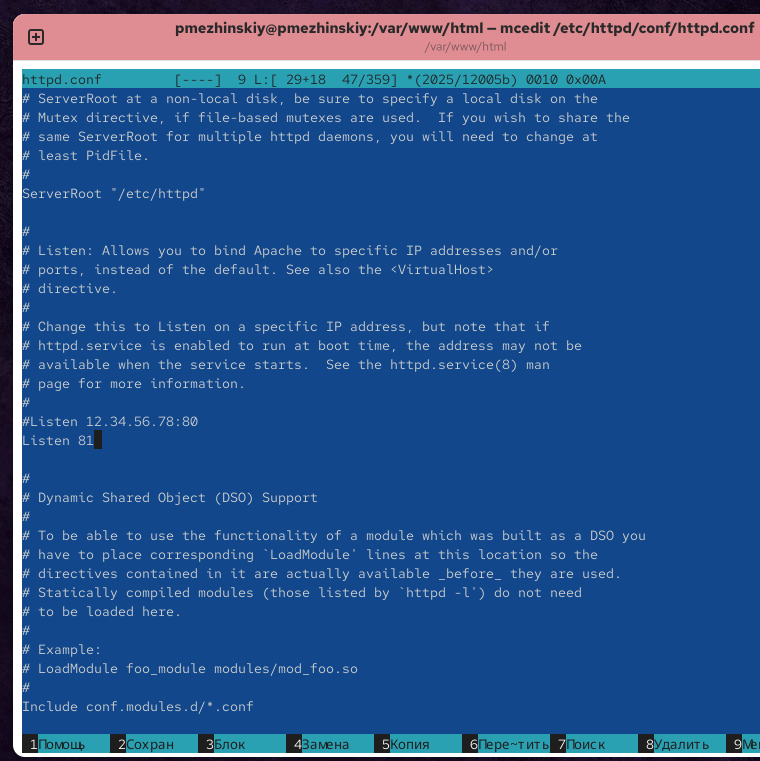 pmezhinskiy@pmezhinskiy:/var/www/html — mcedit /etc/httpd/conf/httpd.conf
/var/www/html
httpd.conf         [----]  9 L:[ 29+18  47/359] *(2025/12005b) 0010 0x00A
# ServerRoot at a non-local disk, be sure to specify a local disk on the
# Mutex directive, if file-based mutexes are used.  If you wish to share the
# same ServerRoot for multiple httpd daemons, you will need to change at
# least PidFile.
#
ServerRoot "/etc/httpd"
#
# Listen: Allows you to bind Apache to specific IP addresses and/or
# ports, instead of the default. See also the <VirtualHost>
# directive.
#
# Change this to Listen on a specific IP address, but note that if
# httpd.service is enabled to run at boot time, the address may not be
# available when the service starts.  See the httpd.service(8) man
# page for more information.
#
#Listen 12.34.56.78:80
Listen 81
#
# Dynamic Shared Object (DSO) Support
#
# To be able to use the functionality of a module which was built as a DSO you
# have to place corresponding `LoadModule' lines at this location so the
# directives contained in it are actually available _before_ they are used.
# Statically compiled modules (those listed by `httpd -l') do not need
# to be loaded here.
#
# Example:
# LoadModule foo_module modules/mod_foo.so
#
Include conf.modules.d/*.conf
1Помощь 2Сохран 3Блок 4Замена 5Копия 6Пере~тить 7Поиск 8Удалить 9